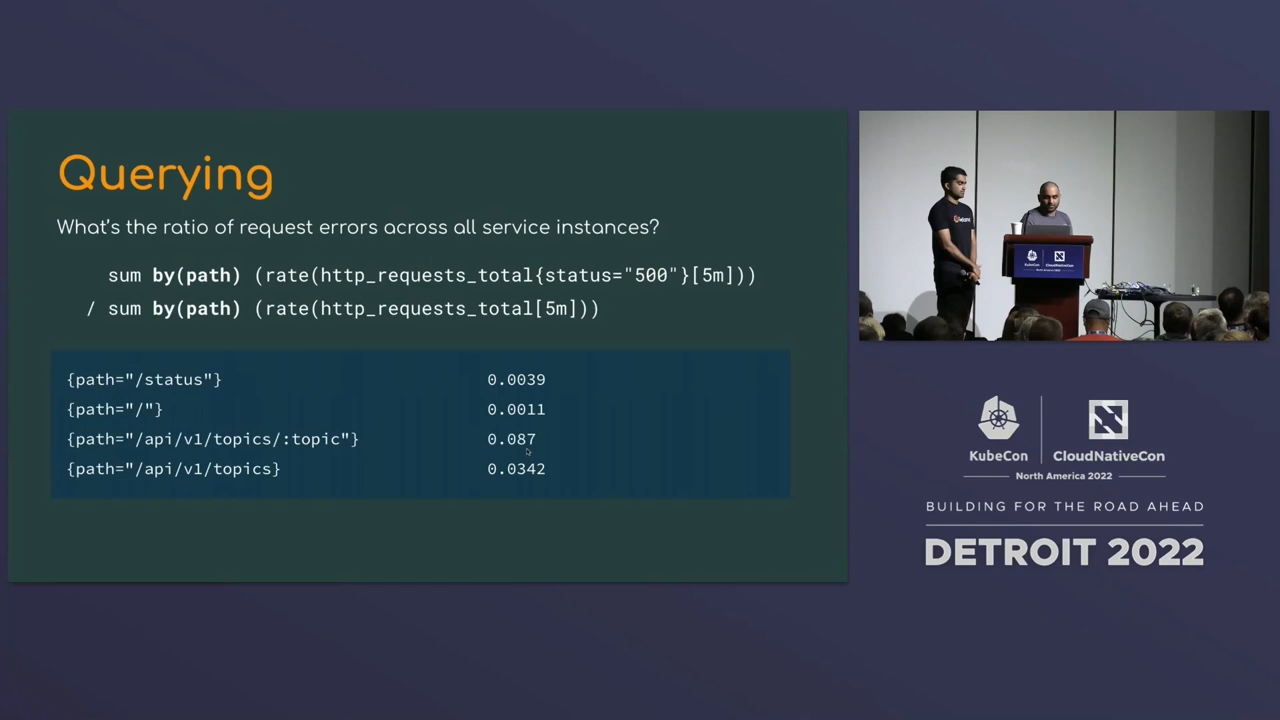 Querying
What's the ratio of request errors across all service instances?
sum by(path) (rate(http_requests_total{status="500"}[5m]))
/ sum by(path) (rate(http_requests_total[5m]))
{path="/status"} 0.0039
{path="/"} 0.0011
{path="/api/v1/topics/:topic"} 0.087
{path="/api/v1/topics} 0.0342
KubeCon CloudNativeCon
North America 2022
BUILDING FOR THE ROAD AHEAD
DETROIT 2022